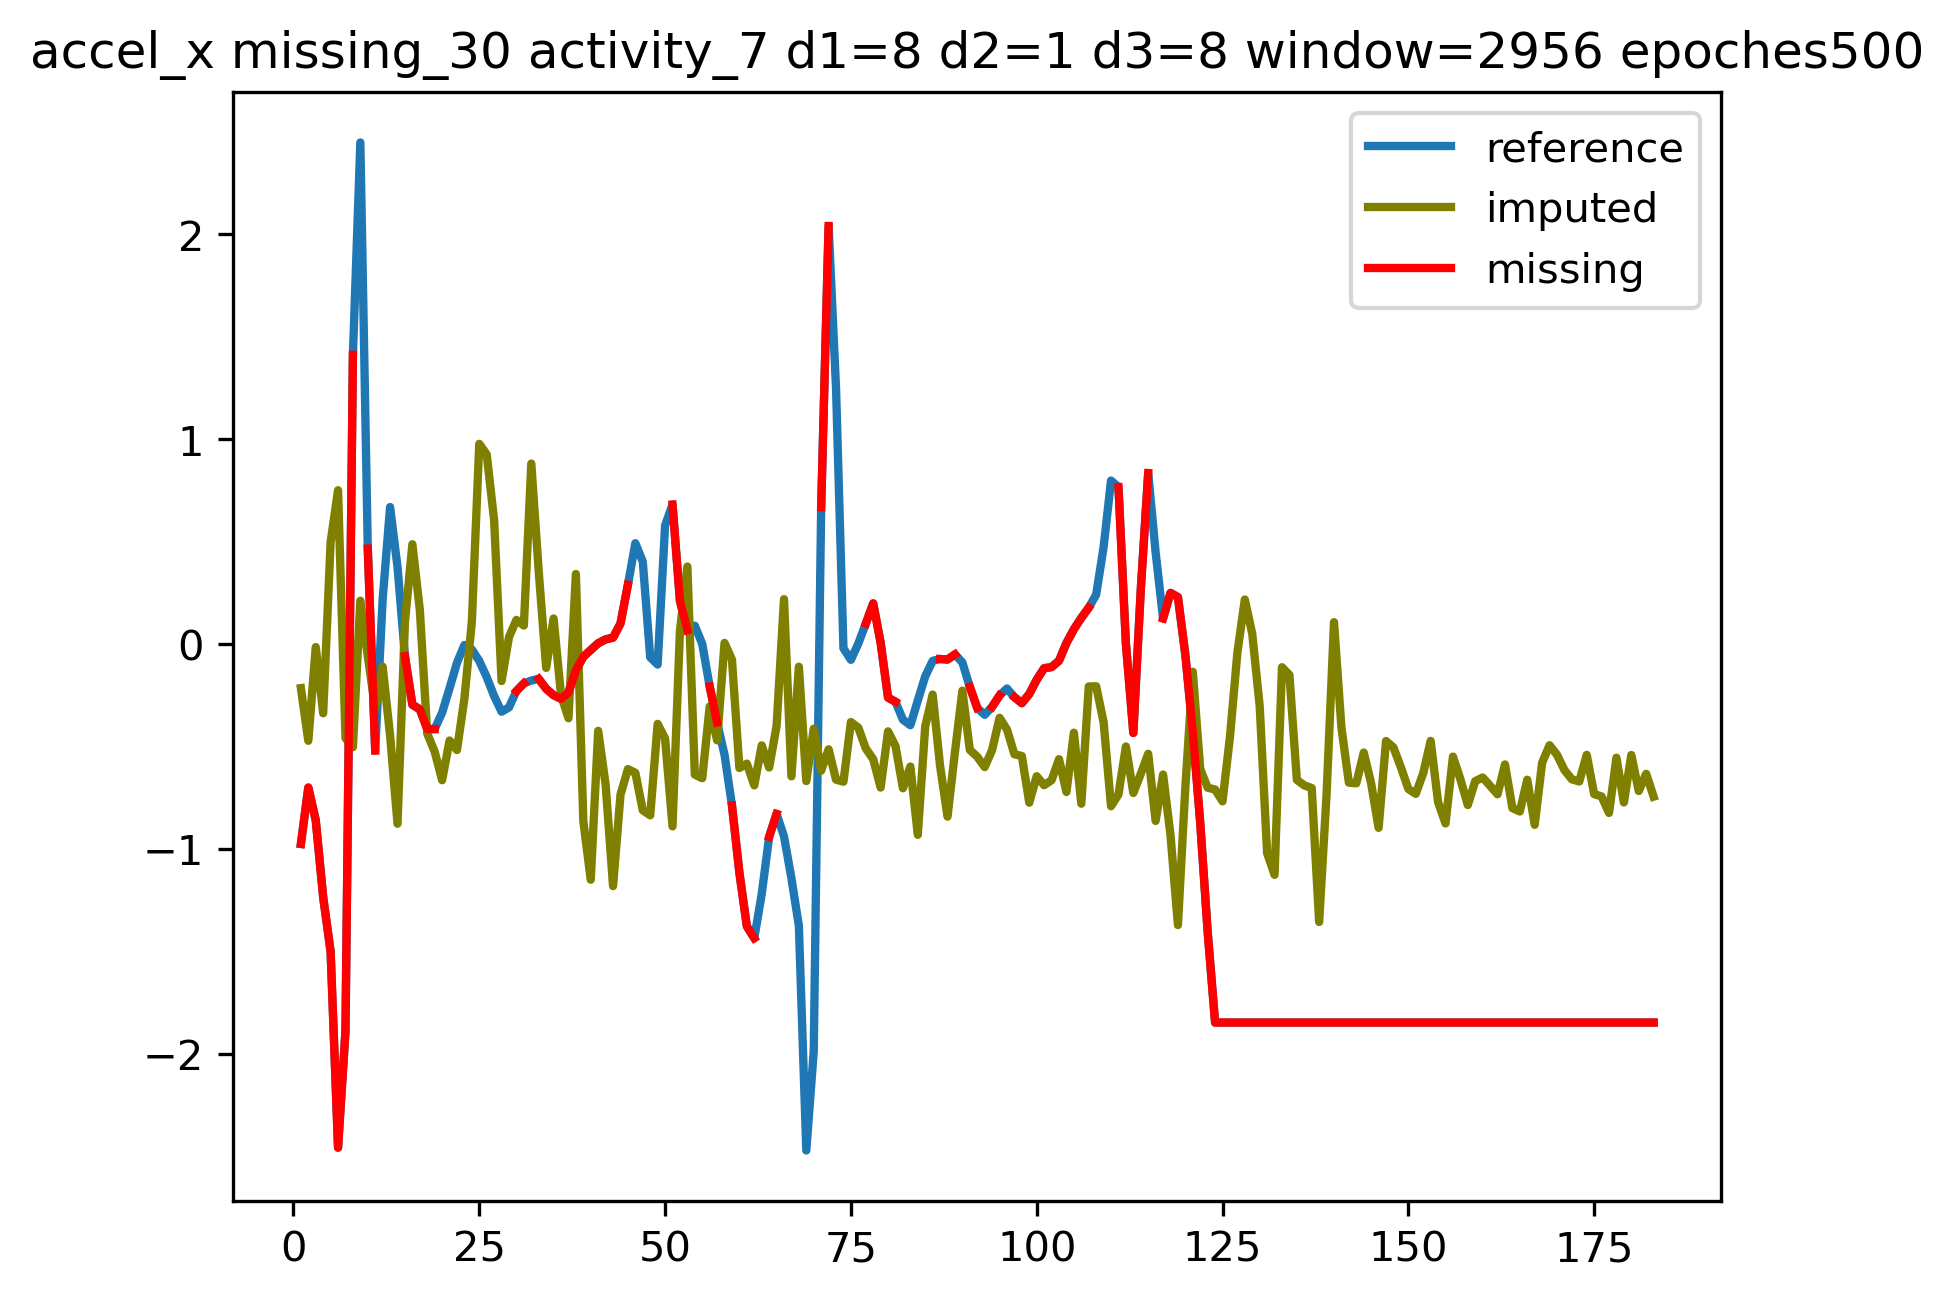 accel_x missing_30 activity_7 d1=8 d2=1 d3=8 window=2956 epoches500
reference
imputed
missing
2
1
0
−1
−2
0 25 50 75 100 125 150 175